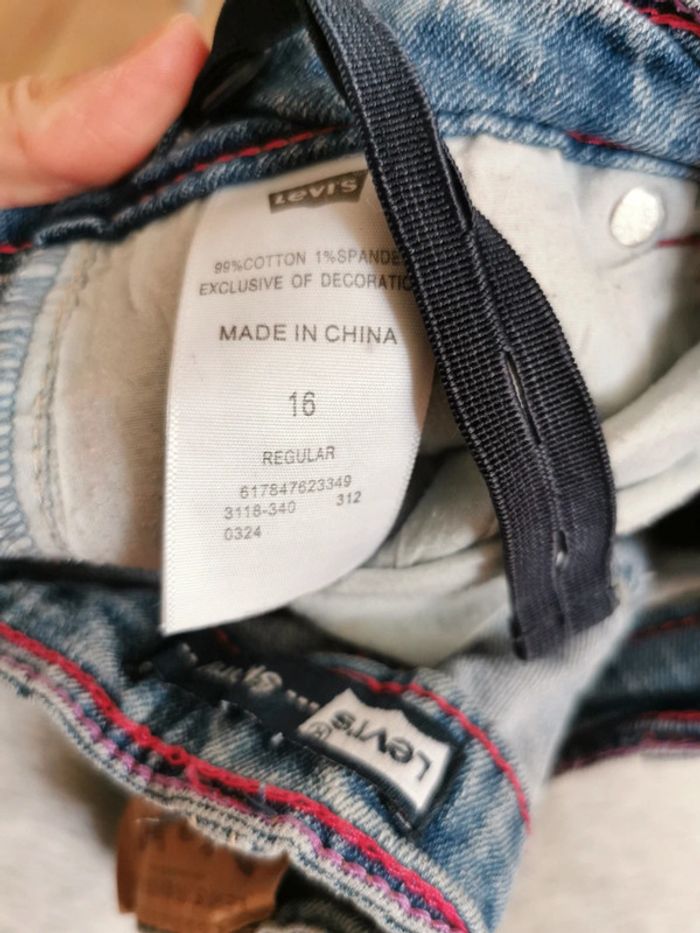 Levi's
99%COTTON 1%SPANDE
EXCLUSIVE OF DECORATIO
MADE IN CHINA
16
REGULAR
617847623349
3118-340 312
0324
Levi's®